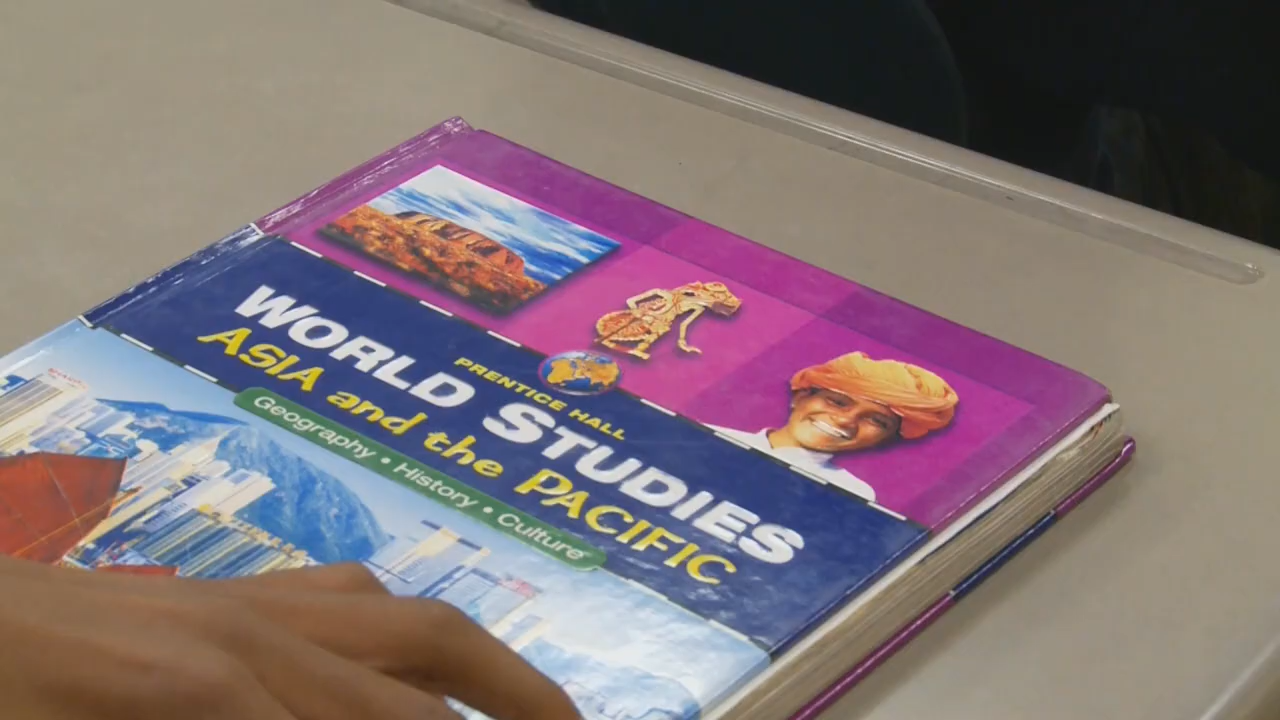 PRENTICE HALL
WORLD STUDIES
ASIA and the PACIFIC
Geography • History • Culture